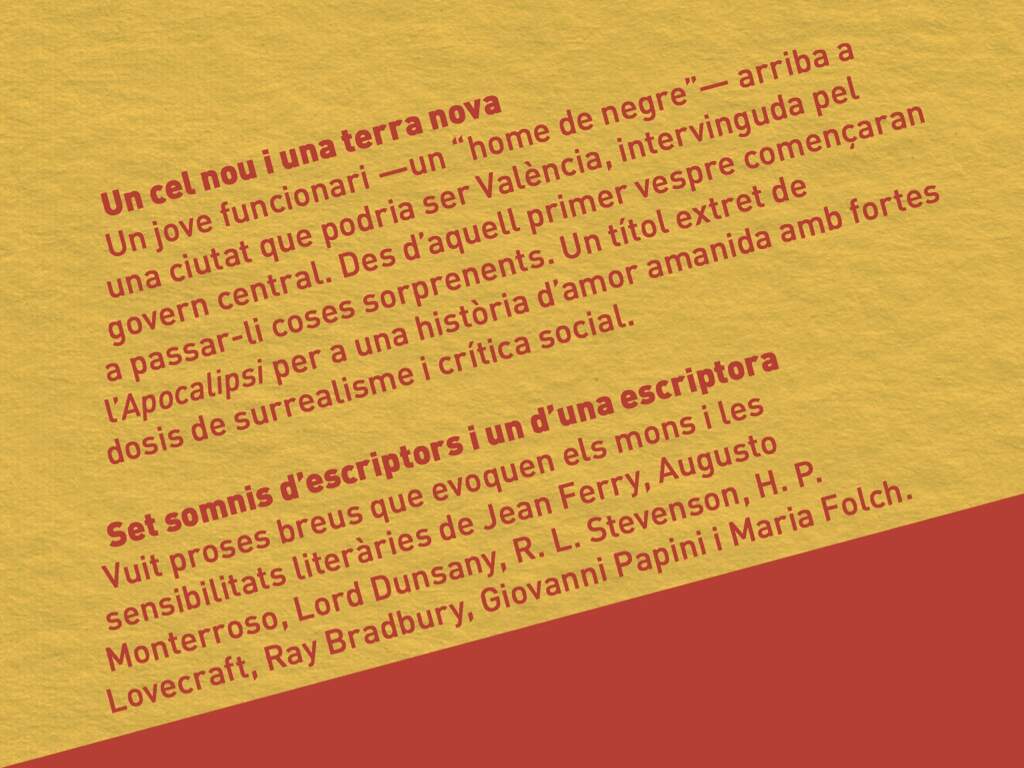 Un cel nou i una terra nova
Un jove funcionari —un “home de negre”— arriba a
una ciutat que podria ser València, intervinguda pel
govern central. Des d’aquell primer vespre començaran
a passar-li coses sorprenents. Un títol extret de
l’Apocalipsi per a una història d’amor amanida amb fortes
dosis de surrealisme i crítica social.
Set somnis d’escriptors i un d’una escriptora
Vuit proses breus que evoquen els mons i les
sensibilitats literàries de Jean Ferry, Augusto
Monterroso, Lord Dunsany, R. L. Stevenson, H. P.
Lovecraft, Ray Bradbury, Giovanni Papini i Maria Folch.